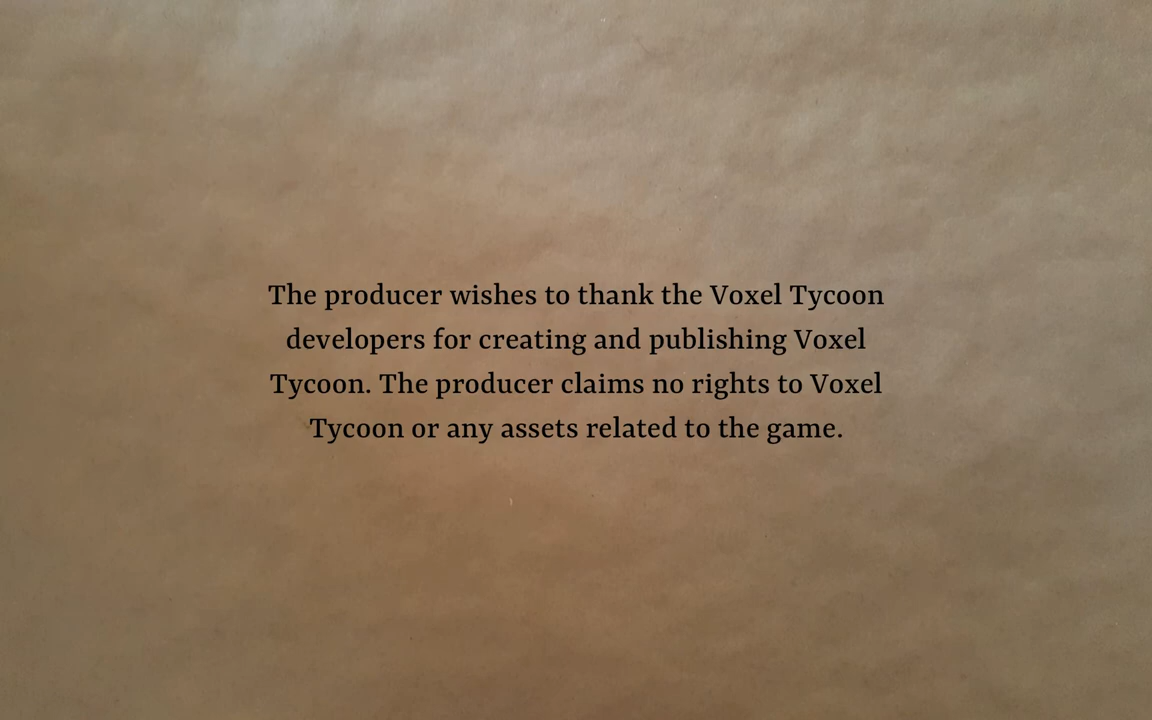 The producer wishes to thank the Voxel Tycoon
developers for creating and publishing Voxel
Tycoon. The producer claims no rights to Voxel
Tycoon or any assets related to the game.